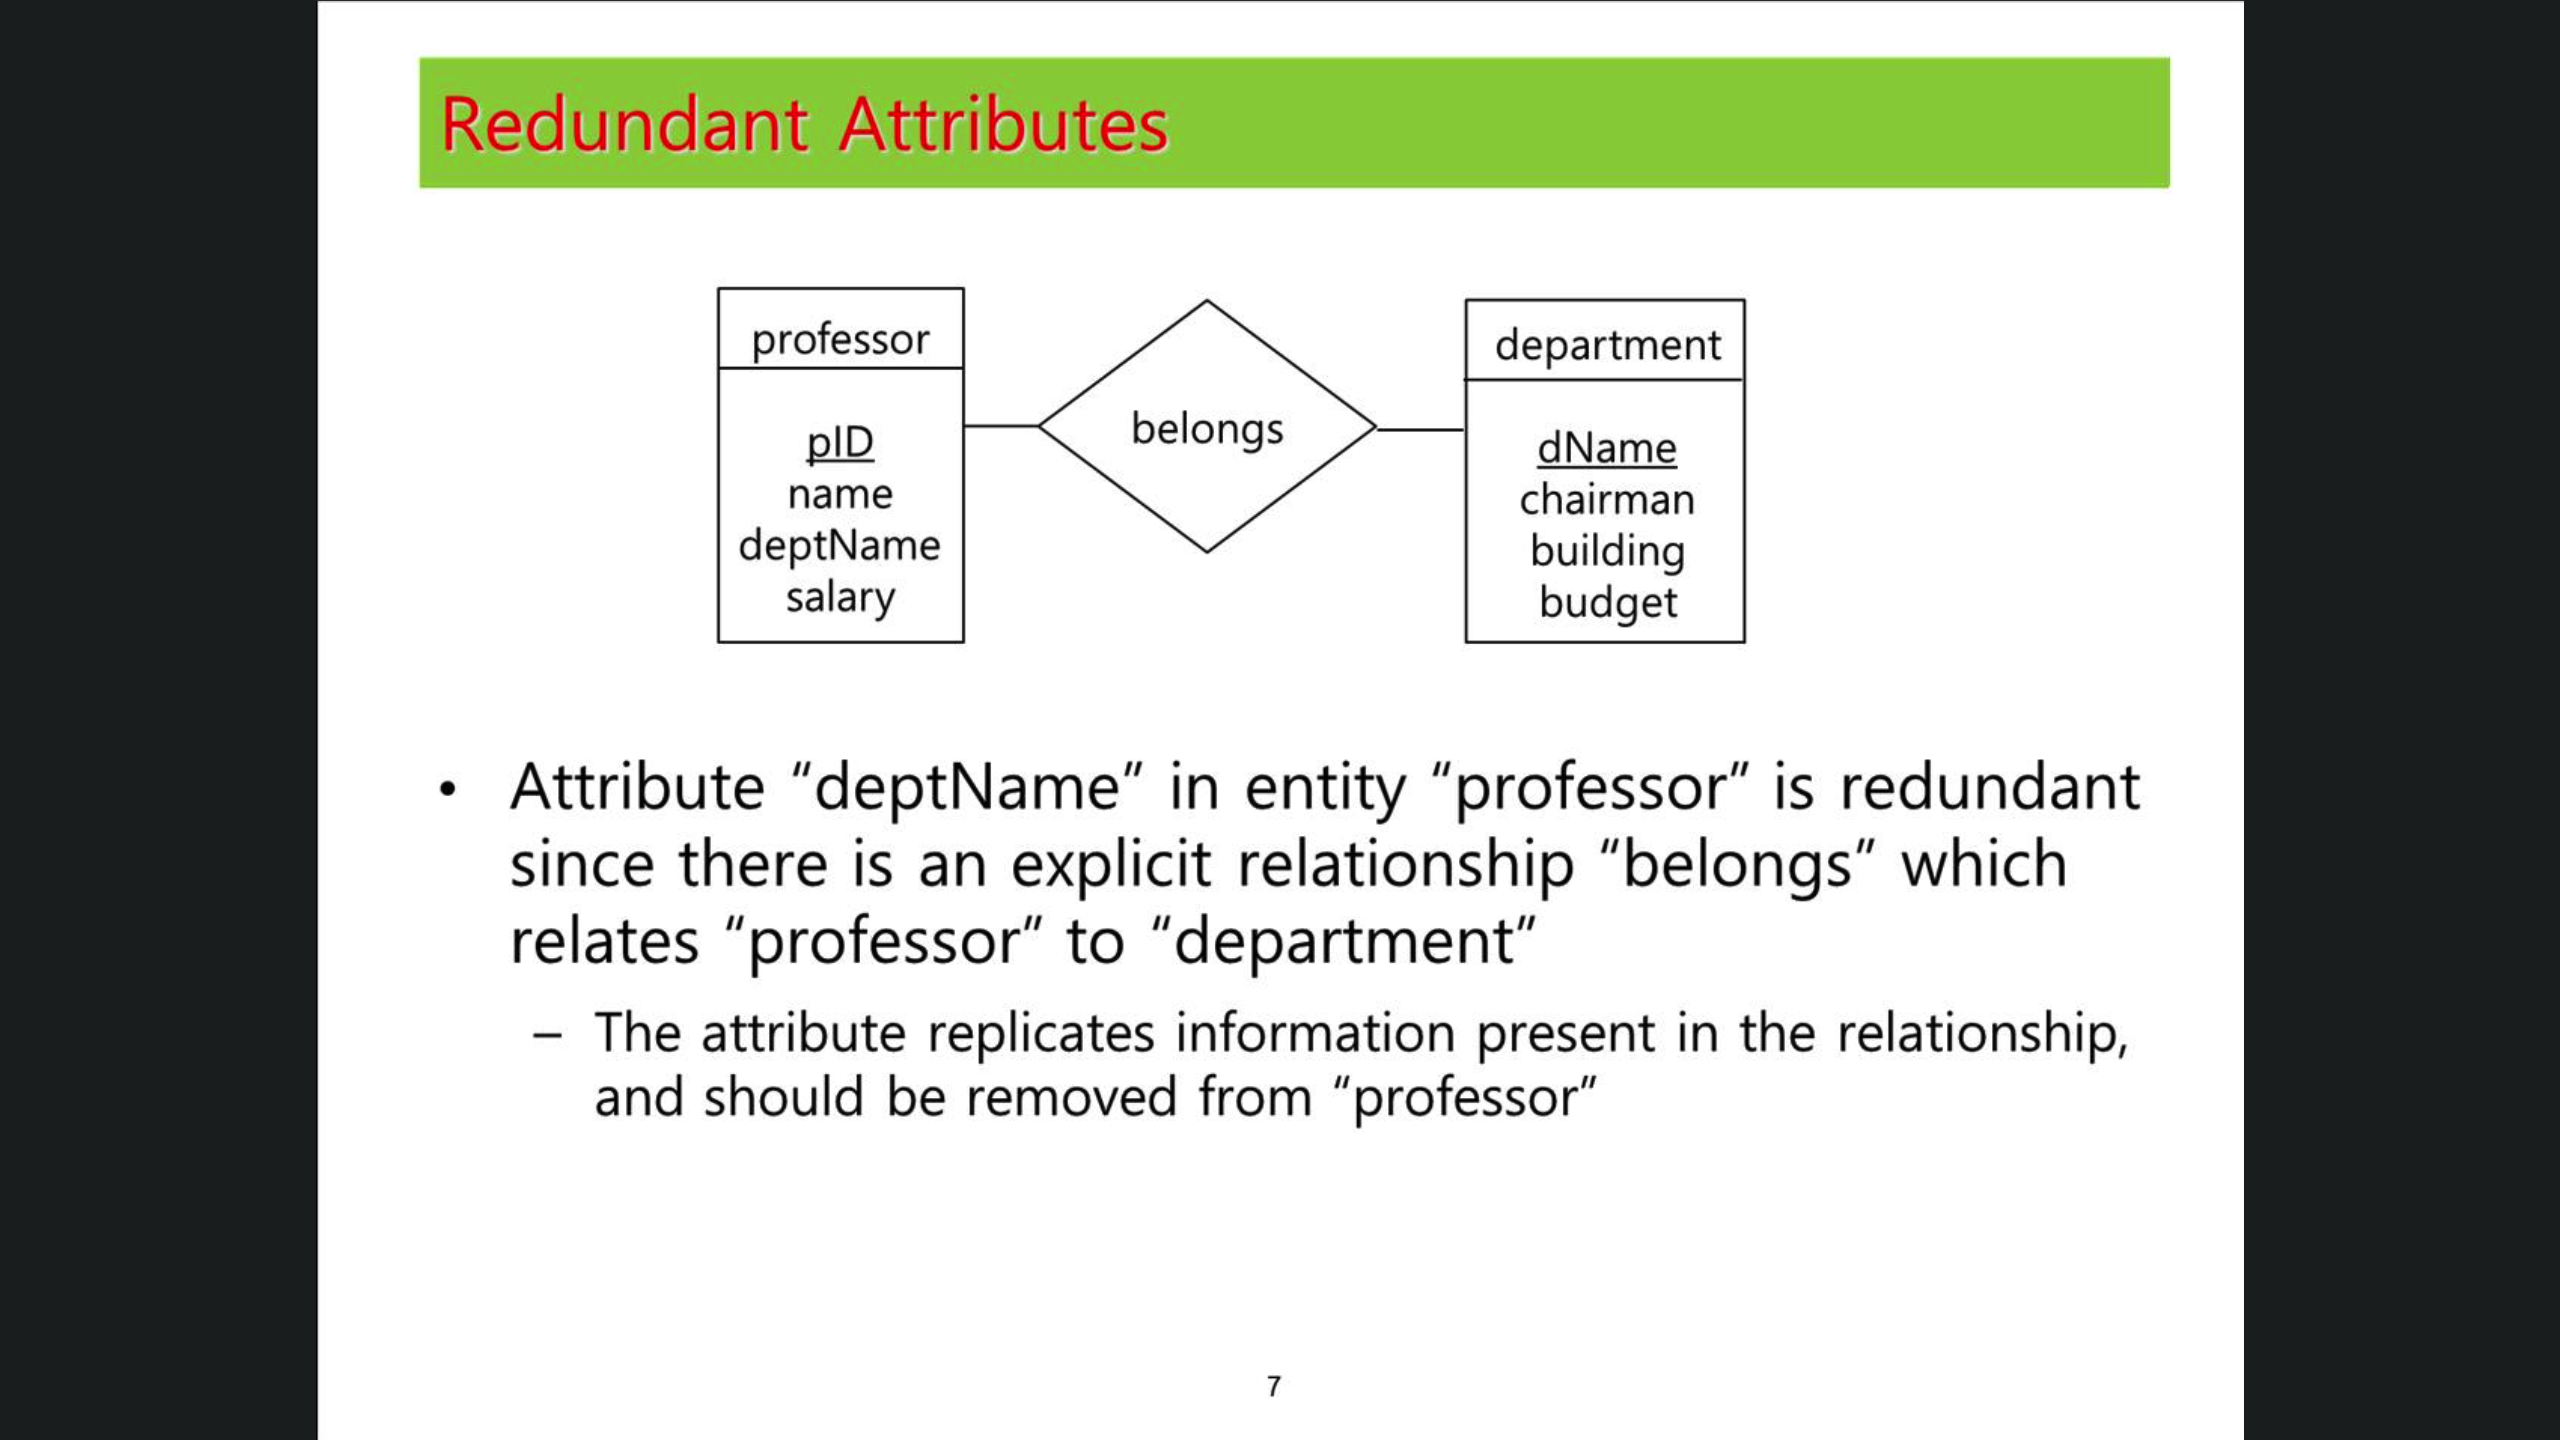 Redundant Attributes
professor
pID
name
deptName
salary
belongs
department
dName
chairman
building
budget
• Attribute “deptName” in entity “professor” is redundant
since there is an explicit relationship “belongs” which
relates “professor” to “department”
– The attribute replicates information present in the relationship,
and should be removed from “professor”
7